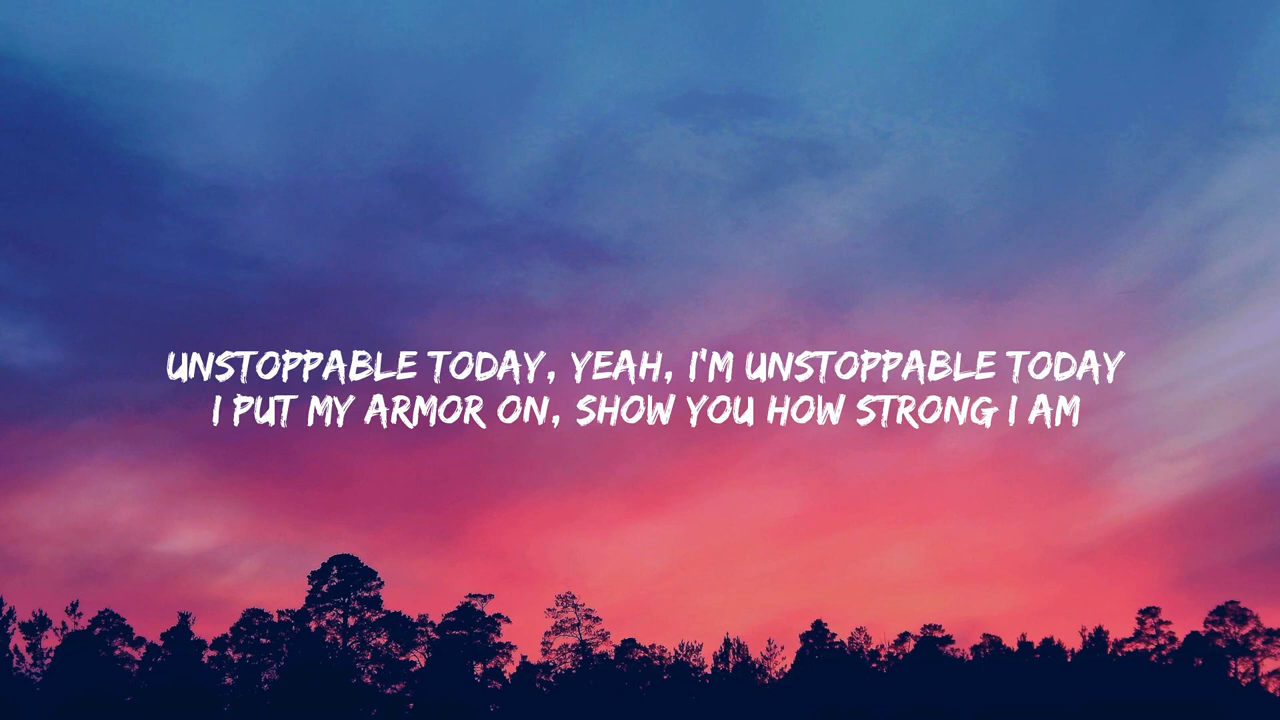 UNSTOPPABLE TODAY, YEAH, I'M UNSTOPPABLE TODAY
I PUT MY ARMOR ON, SHOW YOU HOW STRONG I AM